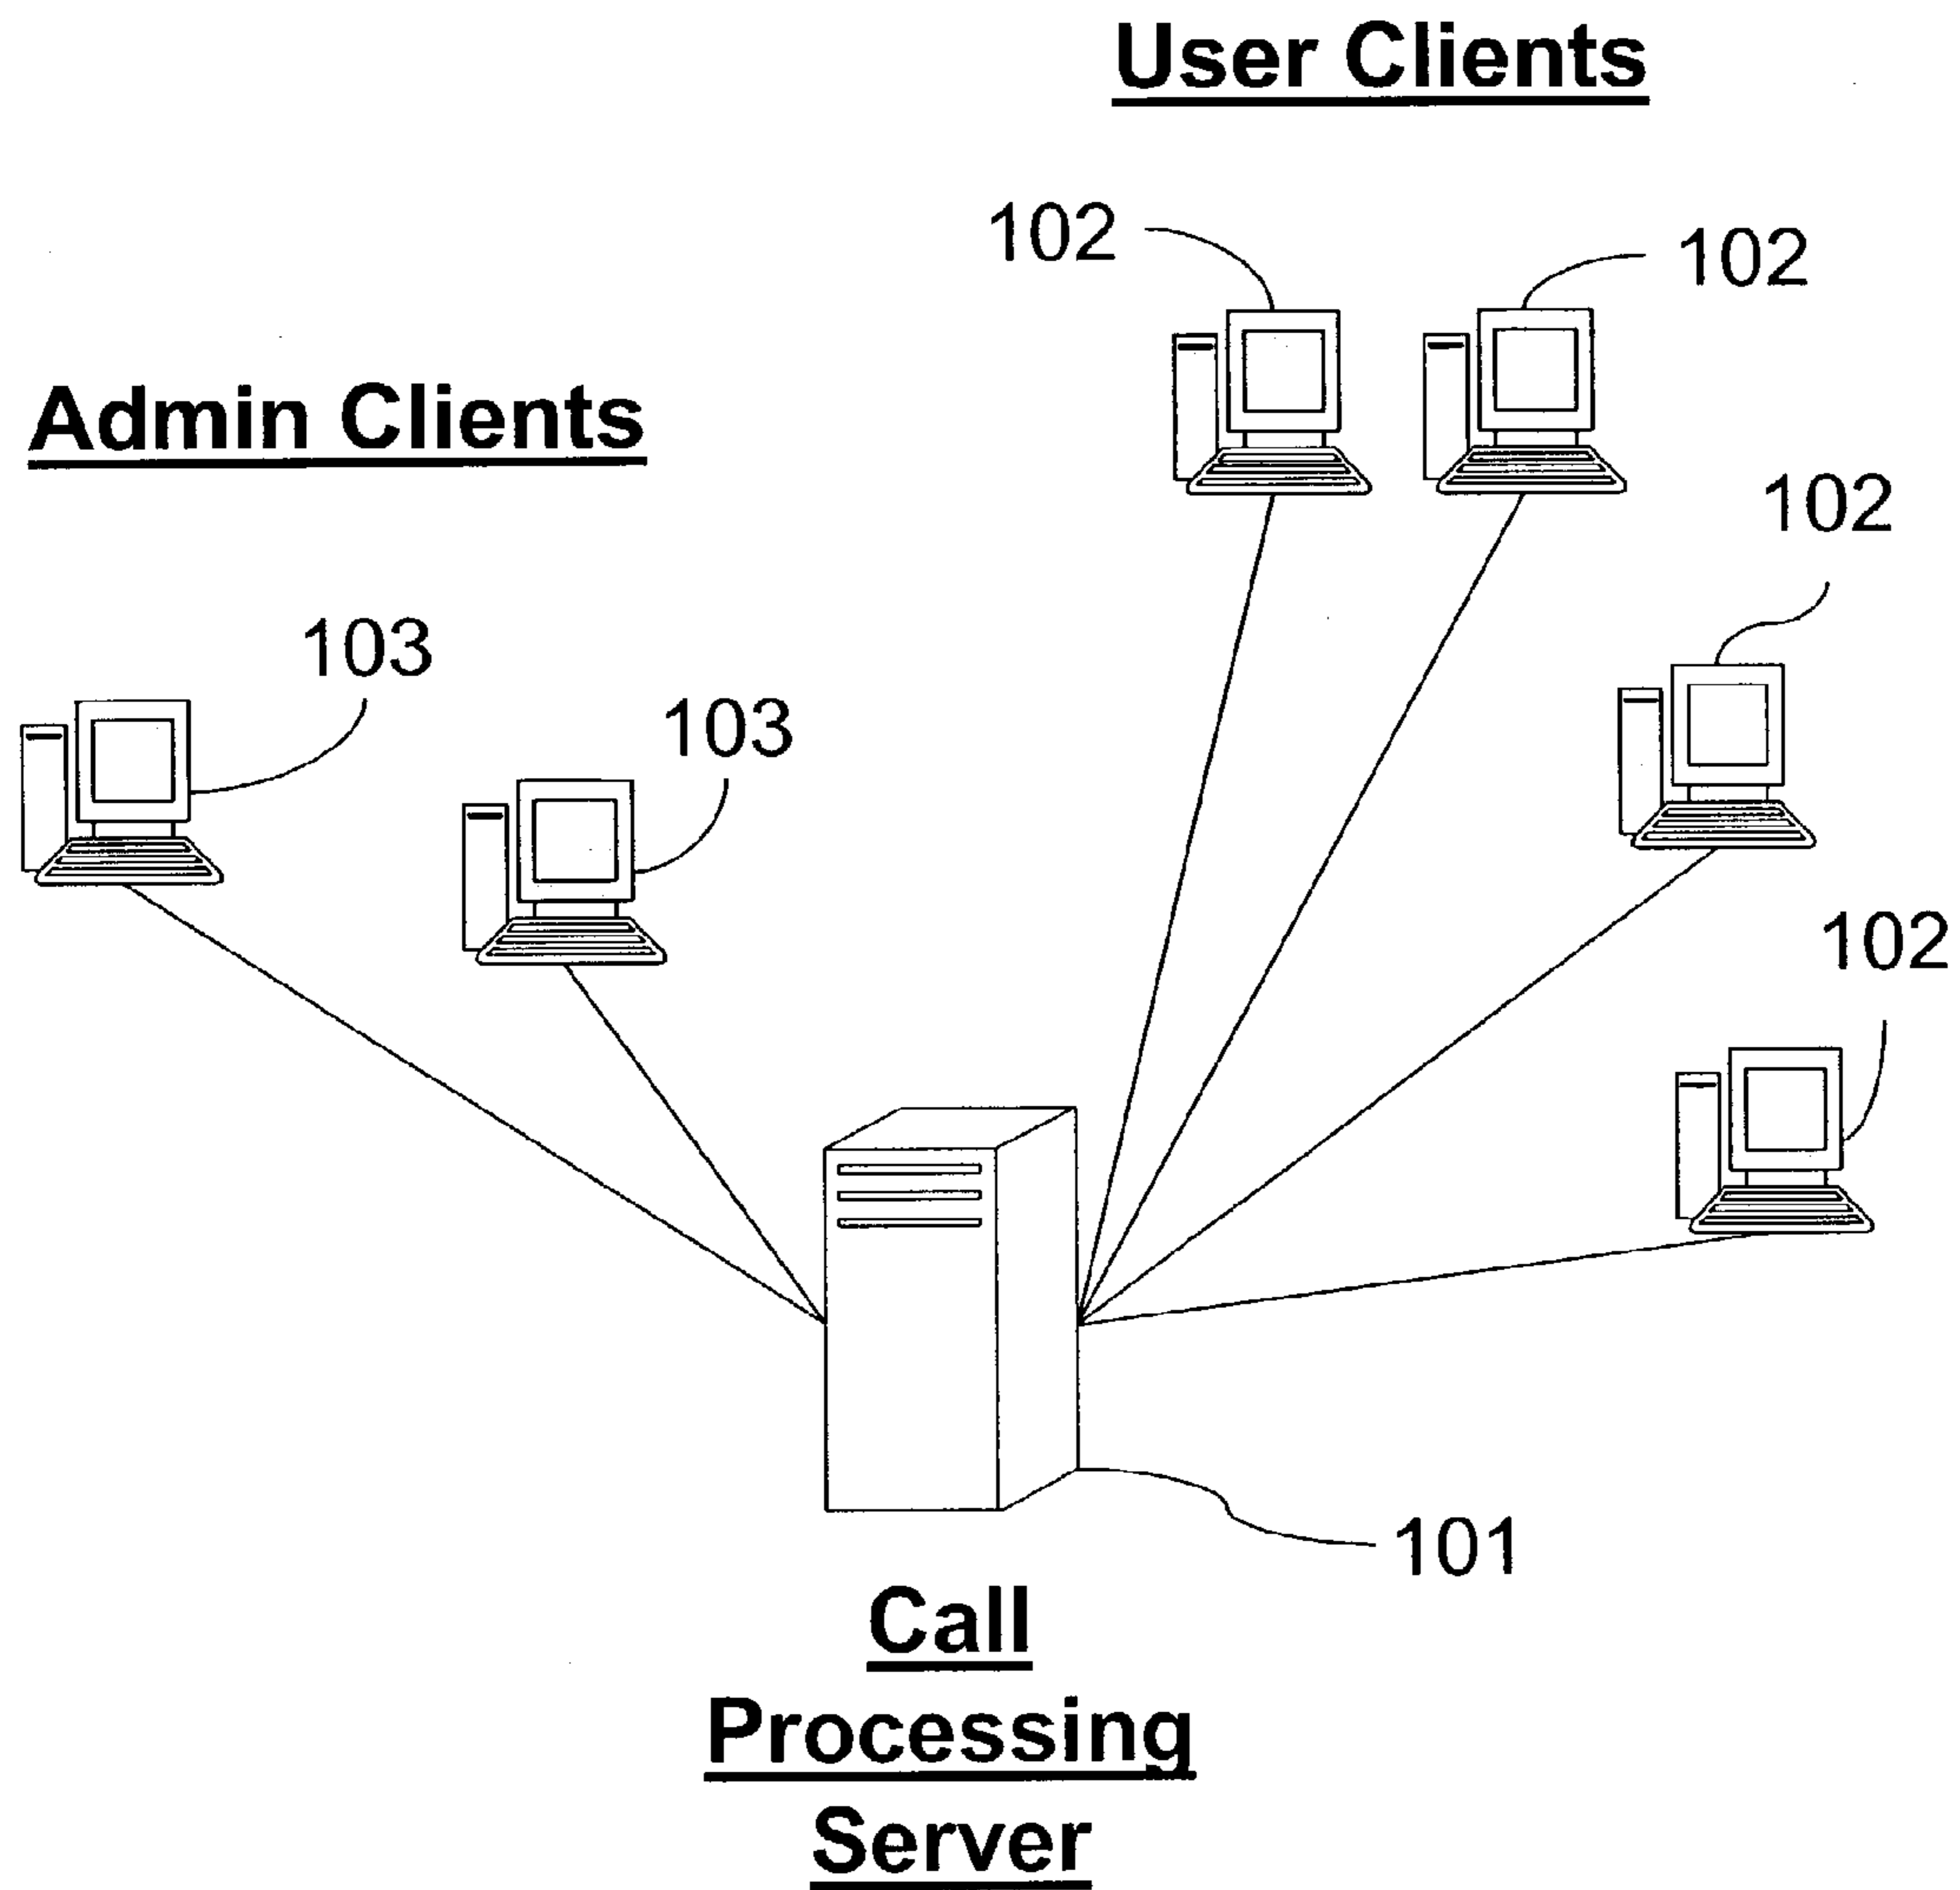 User Clients
102
102
Admin Clients
102
103
103
102
101
Call
Processing
Server